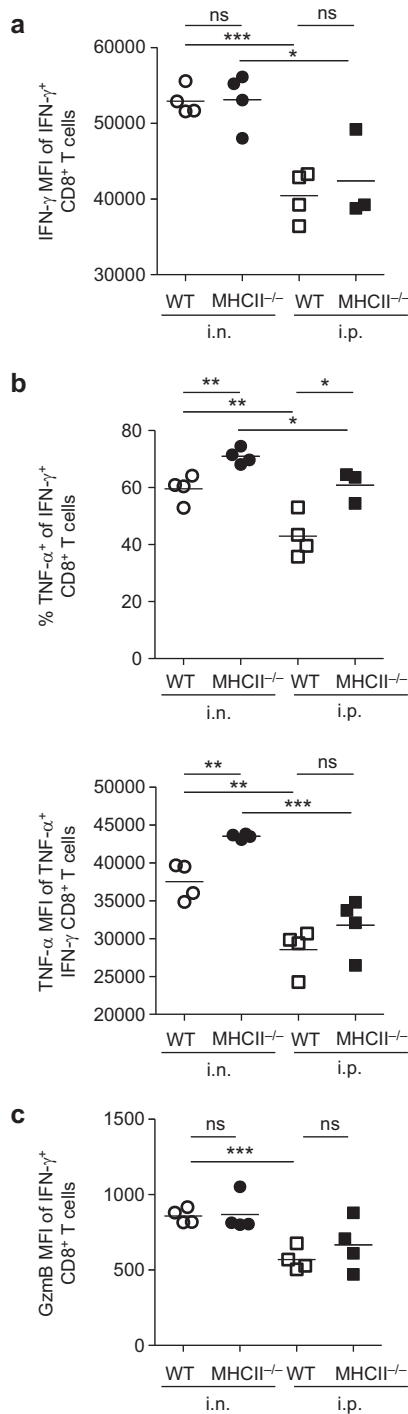 a
ns ns
***
*
60000
50000
40000
30000
IFN-γ MFI of IFN-γ⁺
CD8⁺ T cells
WT MHCII⁻/⁻ WT MHCII⁻/⁻
i.n. i.p.
b
** *
**
*
80
60
40
20
0
% TNF-α⁺ of IFN-γ⁺
CD8⁺ T cells
WT MHCII⁻/⁻ WT MHCII⁻/⁻
i.n. i.p.
** ns
**
***
50000
45000
40000
35000
30000
25000
20000
TNF-α MFI of TNF-α⁺
IFN-γ CD8⁺ T cells
WT MHCII⁻/⁻ WT MHCII⁻/⁻
i.n. i.p.
c
ns ns
***
1500
1000
500
0
GzmB MFI of IFN-γ⁺
CD8⁺ T cells
WT MHCII⁻/⁻ WT MHCII⁻/⁻
i.n. i.p.